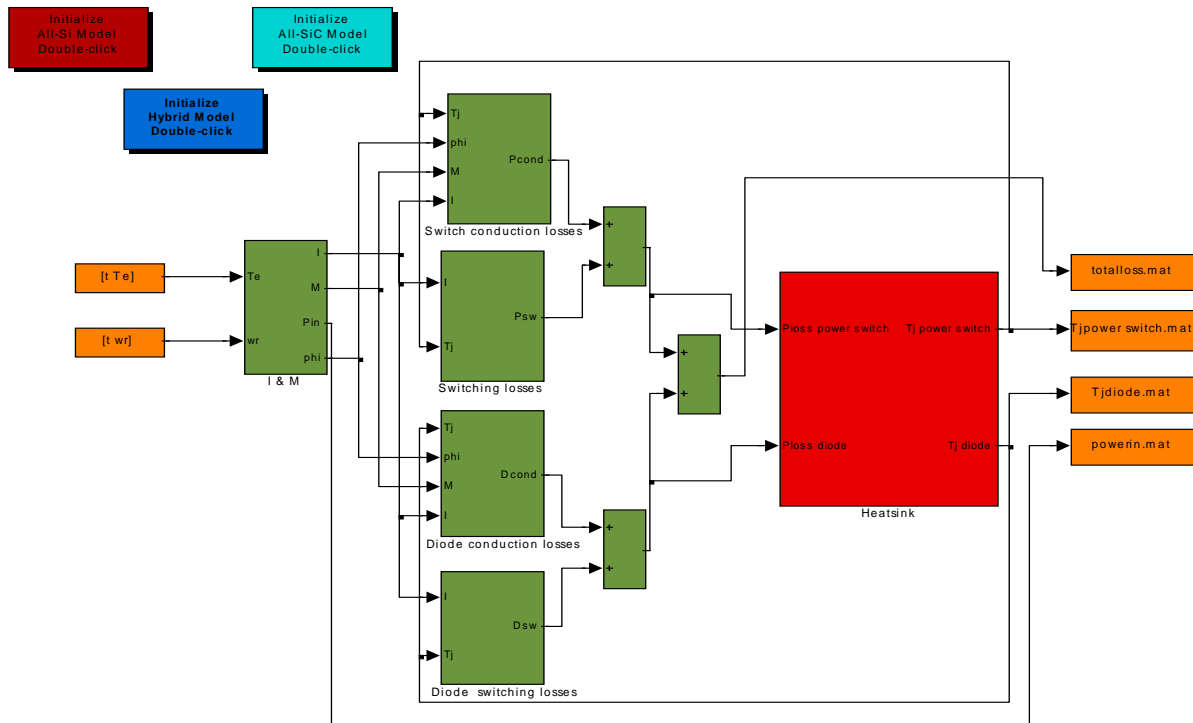 Initialize
All-Si Model
Double-click
Initialize
All-SiC Model
Double-click
Initialize
Hybrid Model
Double-click
Tj
phi
M
I
Pcond
Switch conduction losses
[t Te]
[t wr]
Te
wr
I
M
Pin
phi
I & M
I
Tj
Psw
Switching losses
+
+
+
+
Tj
phi
M
I
Dcond
Diode conduction losses
+
+
I
Tj
Dsw
Diode switching losses
Ploss power switch
Ploss diode
Tj power switch
Tj diode
Heatsink
totalloss.mat
Tjpower switch.mat
Tjdiode.mat
powerin.mat